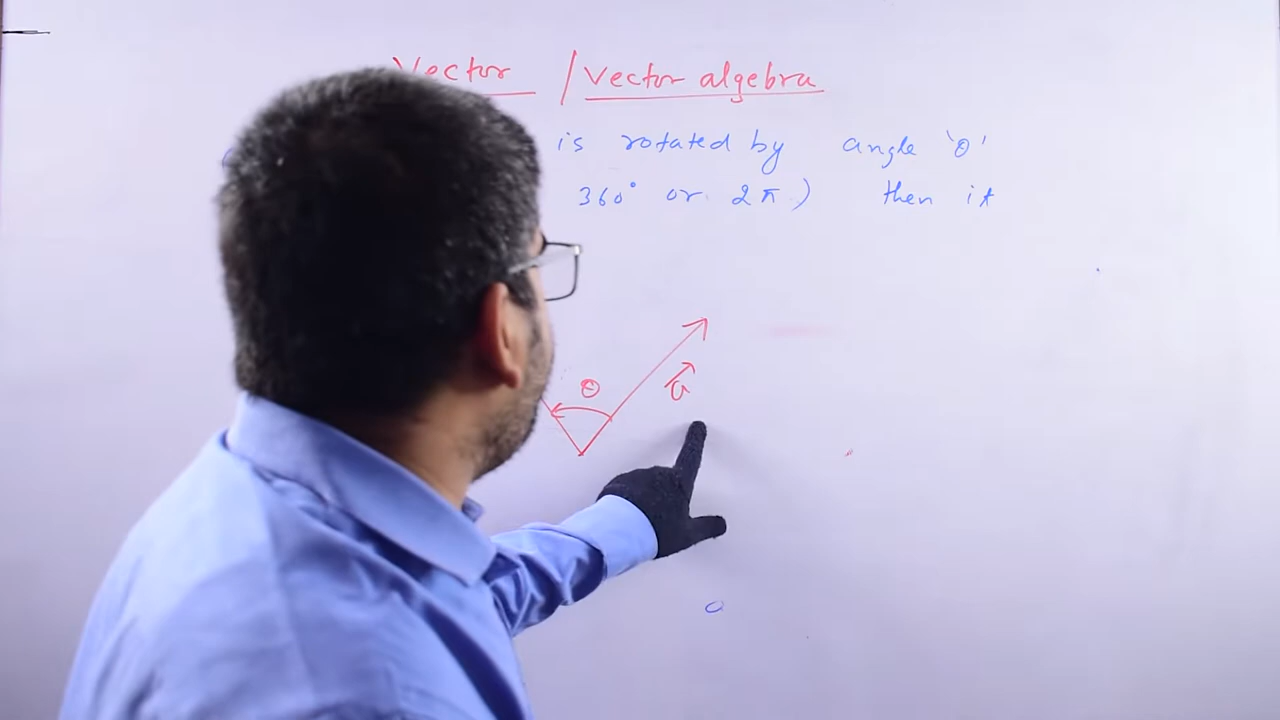 Vector / Vector algebra
is rotated by angle 'θ'
360° or 2π) then it
θ
a⃗